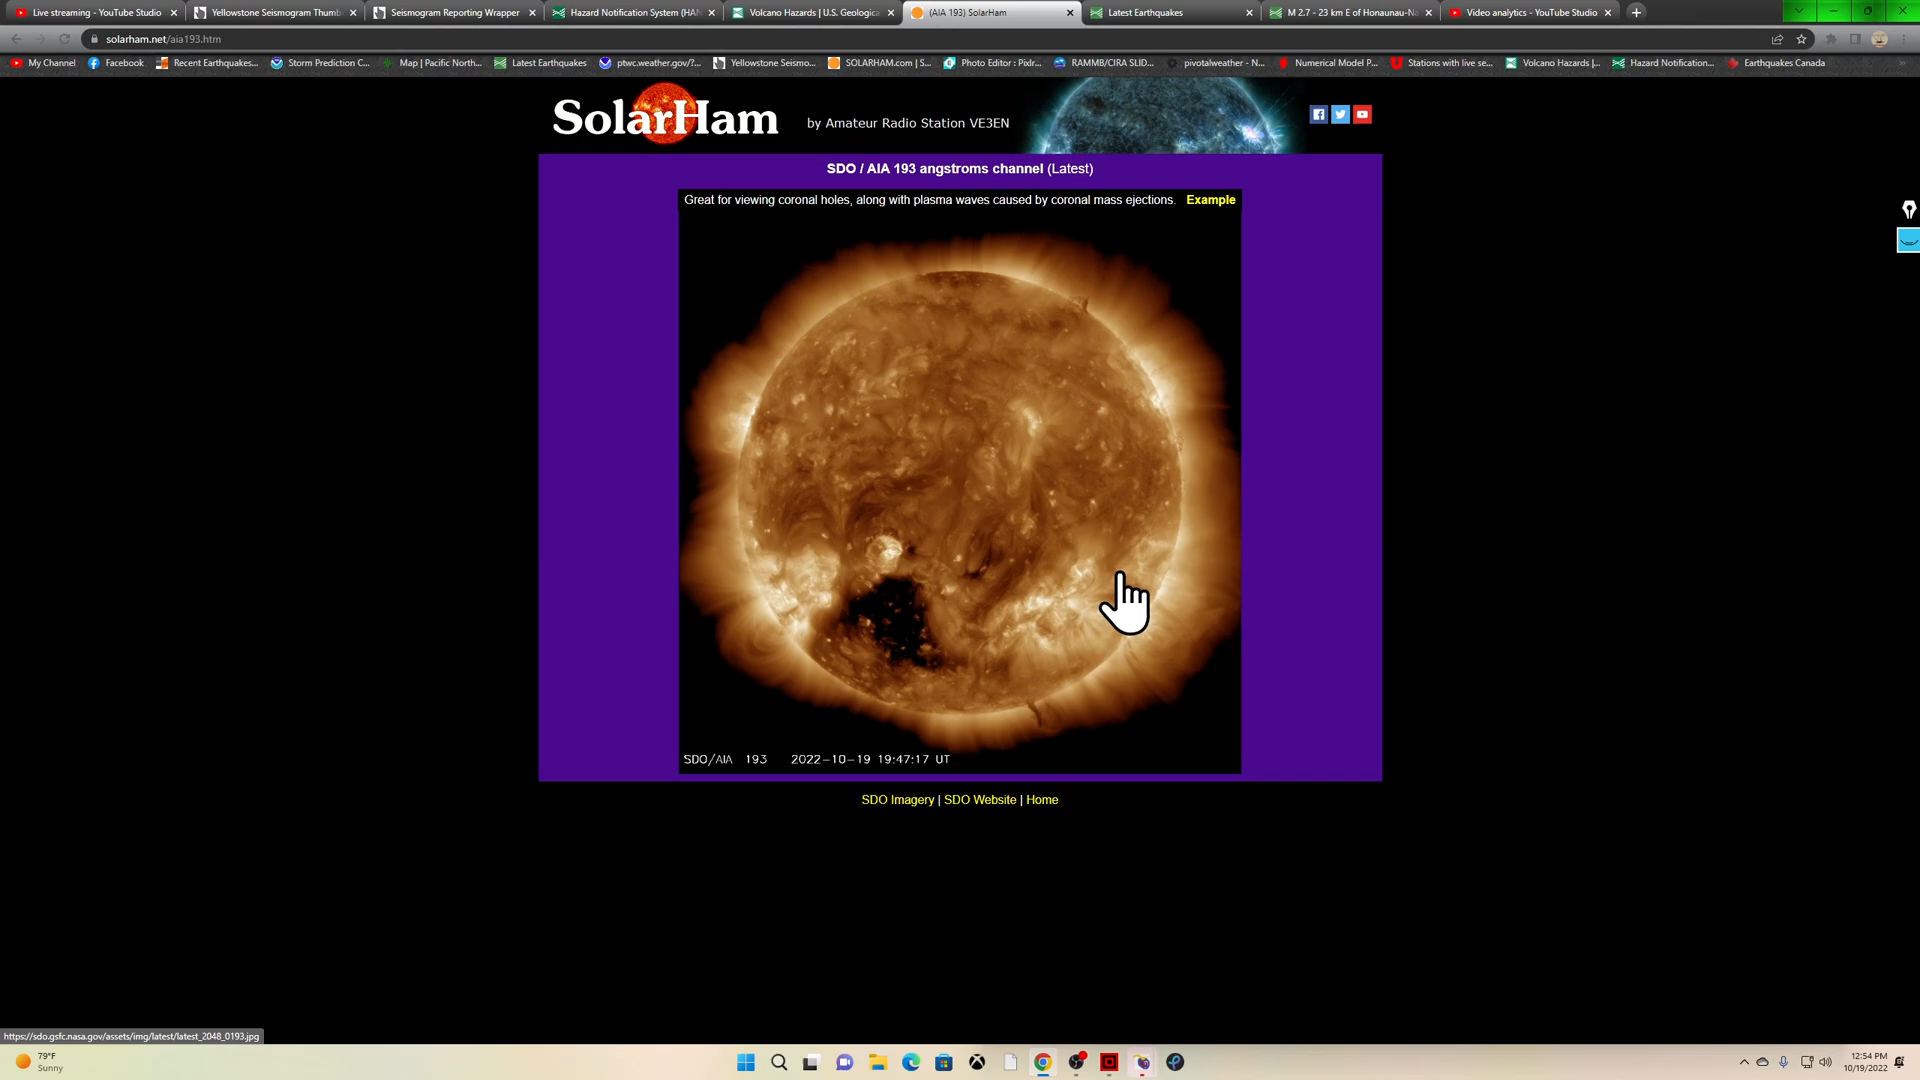 Live streaming - YouTube Studio
Yellowstone Seismogram Thumb
Seismogram Reporting Wrapper
Hazard Notification System (HAN
Volcano Hazards | U.S. Geologica
(AIA 193) SolarHam
Latest Earthquakes
M 2.7 - 23 km E of Honaunau-Na
Video analytics - YouTube Studio
solarham.net/aia193.htm
My Channel
Facebook
Recent Earthquakes...
Storm Prediction C...
Map | Pacific North...
Latest Earthquakes
ptwc.weather.gov/?...
Yellowstone Seismo...
SOLARHAM.com | S...
Photo Editor : Pixlr...
RAMMB/CIRA SLID...
pivotalweather - N...
Numerical Model P...
Stations with live se...
Volcano Hazards |...
Hazard Notification...
Earthquakes Canada
SolarHam
by Amateur Radio Station VE3EN
SDO / AIA 193 angstroms channel (Latest)
Great for viewing coronal holes, along with plasma waves caused by coronal mass ejections. Example
SDO/AIA 193 2022-10-19 19:47:17 UT
SDO Imagery | SDO Website | Home
https://sdo.gsfc.nasa.gov/assets/img/latest/latest_2048_0193.jpg
79°F
Sunny
12:54 PM
10/19/2022